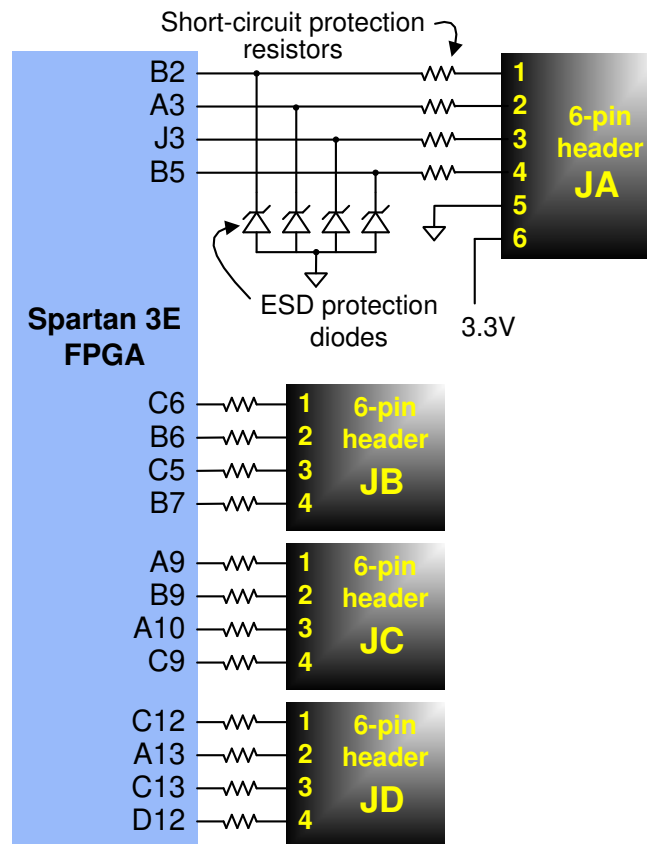 Short-circuit protection
resistors
B2
A3
J3
B5
1
2
3
4
5
6
6-pin
header
JA
ESD protection
diodes
3.3V
Spartan 3E
FPGA
C6
B6
C5
B7
1
2
3
4
6-pin
header
JB
A9
B9
A10
C9
1
2
3
4
6-pin
header
JC
C12
A13
C13
D12
1
2
3
4
6-pin
header
JD